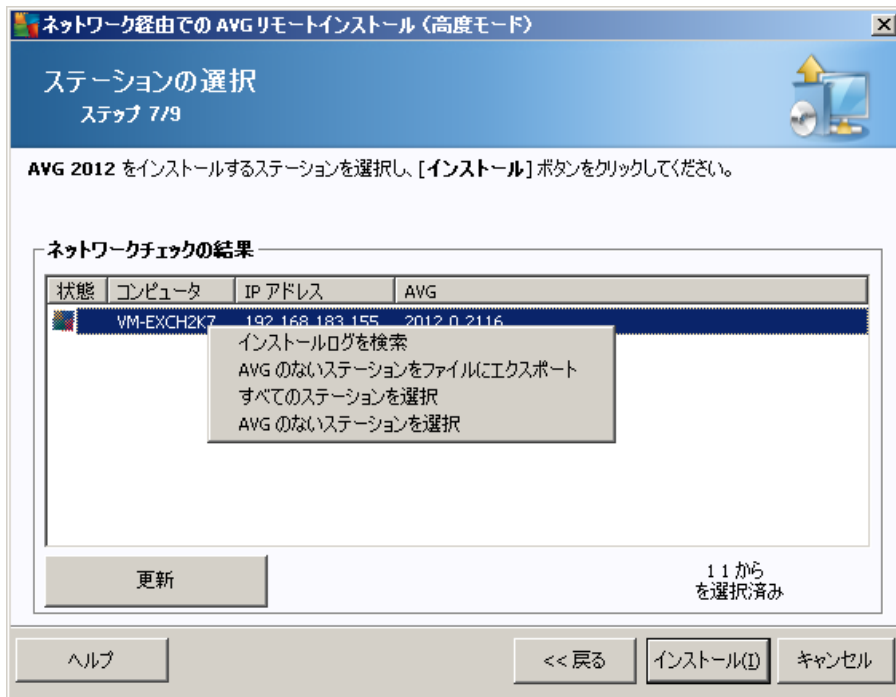 ネットワーク経由での AVG リモートインストール (高度モード)
ステーションの選択
ステップ 7/9
AVG 2012 をインストールするステーションを選択し、[インストール] ボタンをクリックしてください。
ネットワークチェックの結果
状態 コンピュータ IP アドレス AVG
VM-EXCH2K7 192.168.183.155 2012.0.2116
インストールログを検索
AVG のないステーションをファイルにエクスポート
すべてのステーションを選択
AVG のないステーションを選択
更新
1 1 から
を選択済み
ヘルプ
<< 戻る
インストール(I)
キャンセル